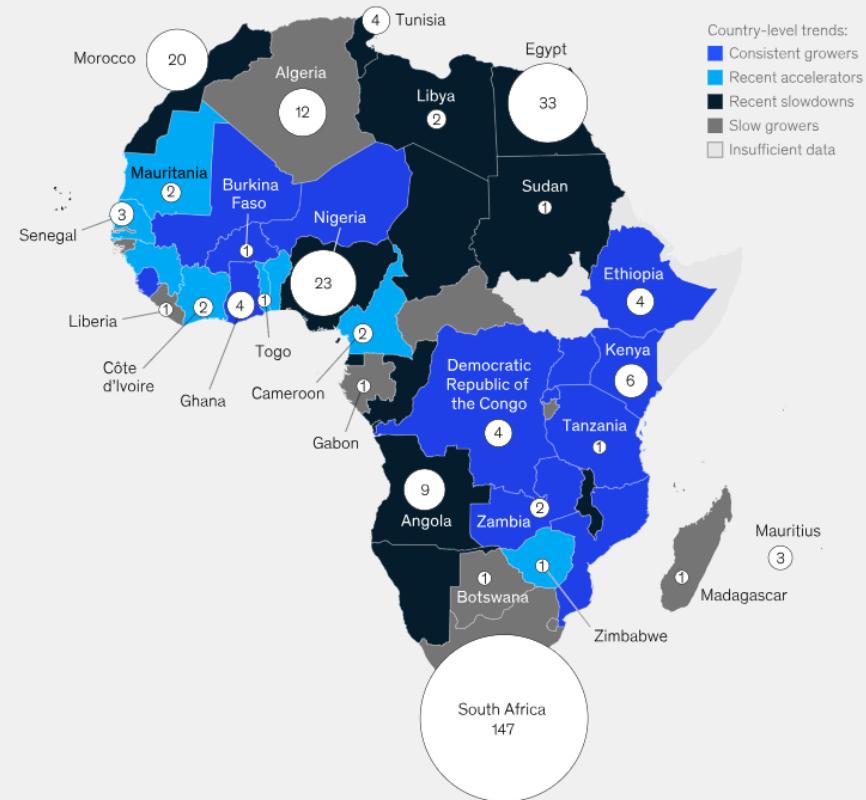 4 Tunisia
Country-level trends:
Consistent growers
Recent accelerators
Recent slowdowns
Slow growers
Insufficient data
Morocco
20
Egypt
33
Algeria
12
Libya
2
Mauritania
2
Burkina
Faso
1
Nigeria
23
Sudan
1
Senegal
3
Ethiopia
4
Liberia
1
Côte
d'Ivoire
2
Ghana
4
Togo
1
Cameroon
2
Gabon
1
Democratic
Republic of
the Congo
4
Kenya
6
Tanzania
1
Angola
9
Zambia
2
Mauritius
3
Botswana
1
Zimbabwe
1
Madagascar
1
South Africa
147